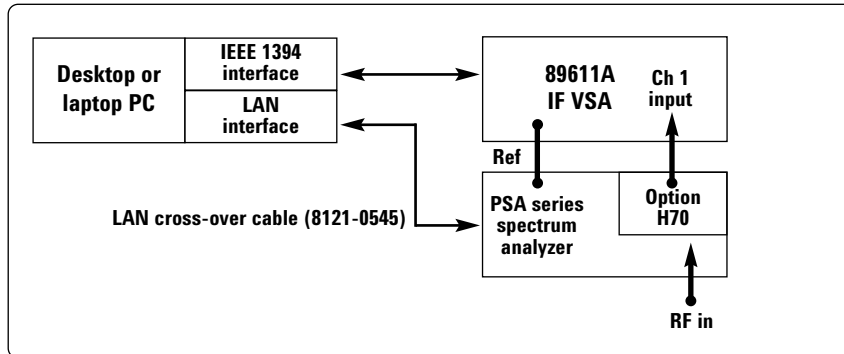 Desktop or
laptop PC
IEEE 1394
interface
LAN
interface
89611A
IF VSA
Ch 1
input
Ref
PSA series
spectrum
analyzer
Option
H70
LAN cross-over cable (8121-0545)
RF in